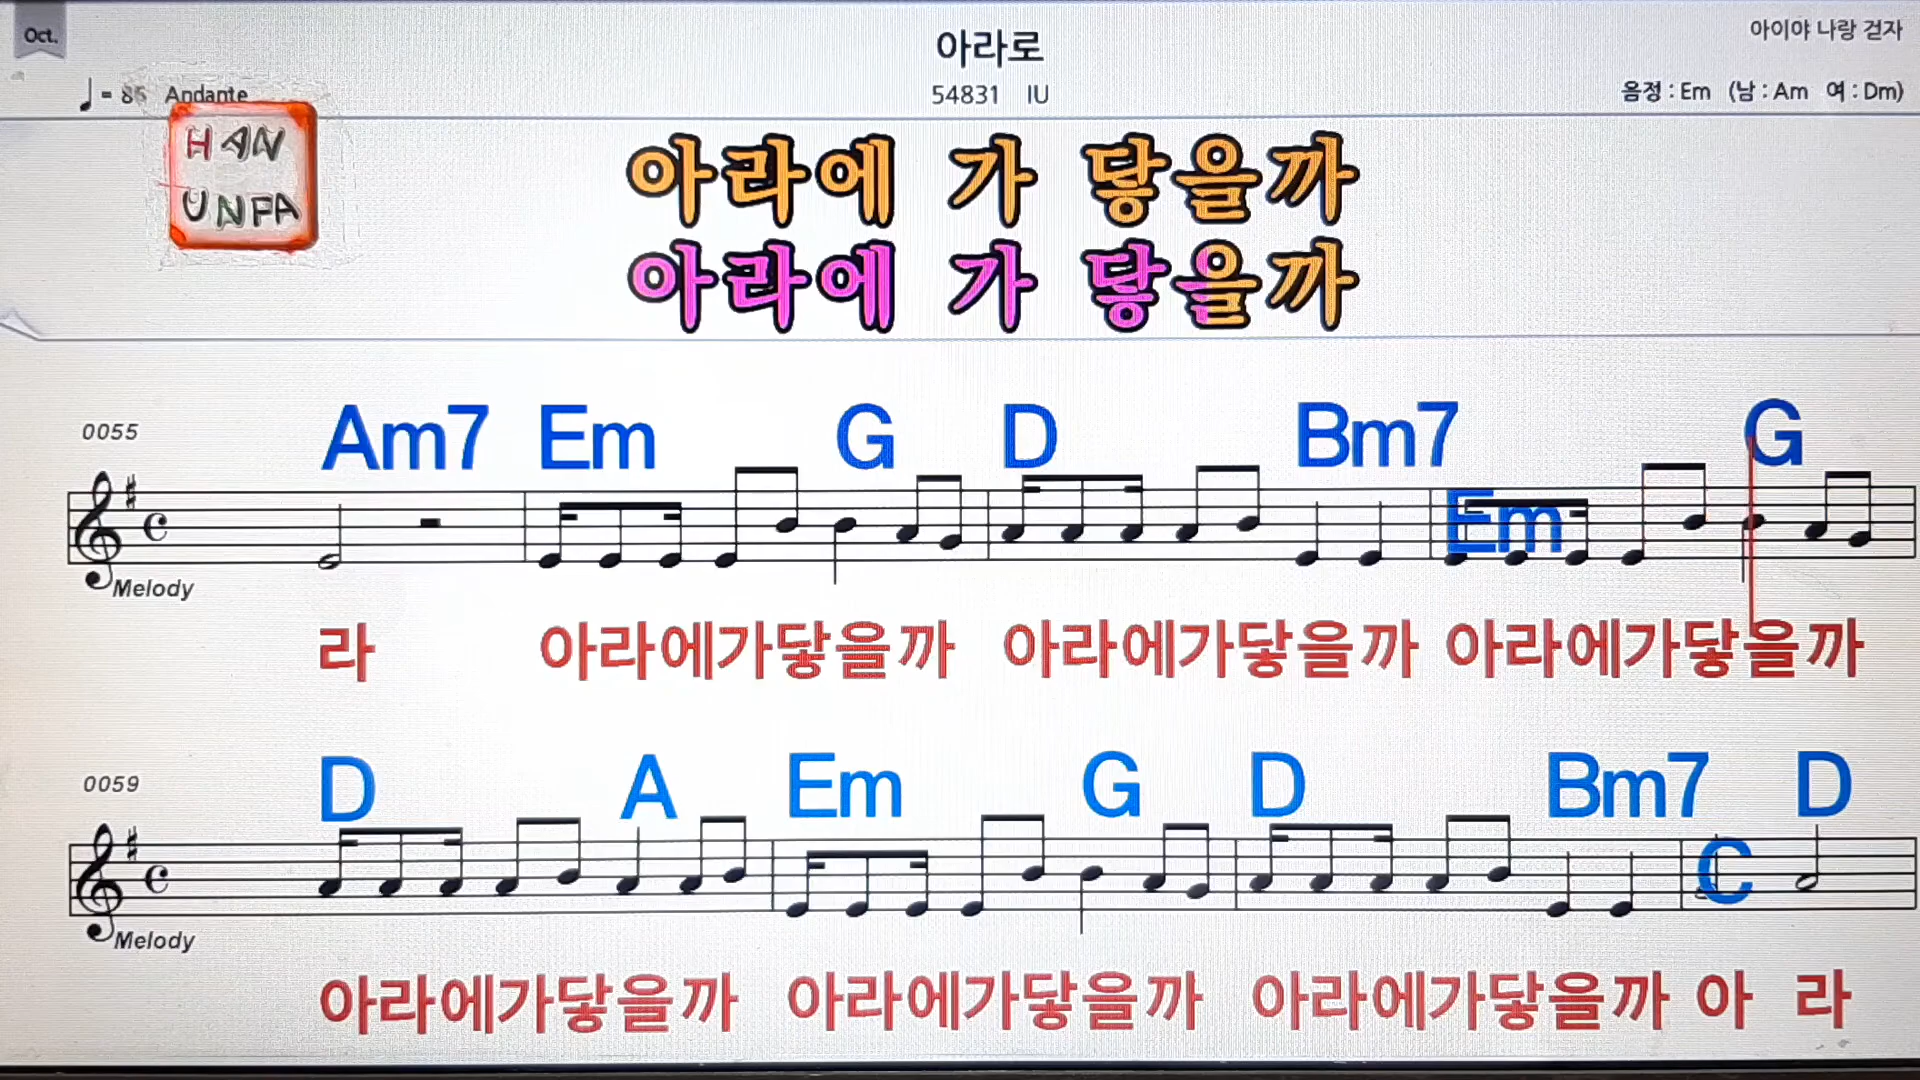 Oct.
아라로
아이야 나랑 걷자
♩ = 85 Andante
54831 IU
음정 : Em (남 : Am 여 : Dm)
HAN
UNFA
아라에 가 닿을까
아라에 가 닿을까
0055
Am7 Em G D Bm7 Em G
Melody
라 아라에가닿을까 아라에가닿을까 아라에가닿을까
0059
D A Em G D Bm7 C D
Melody
아라에가닿을까 아라에가닿을까 아라에가닿을까 아 라